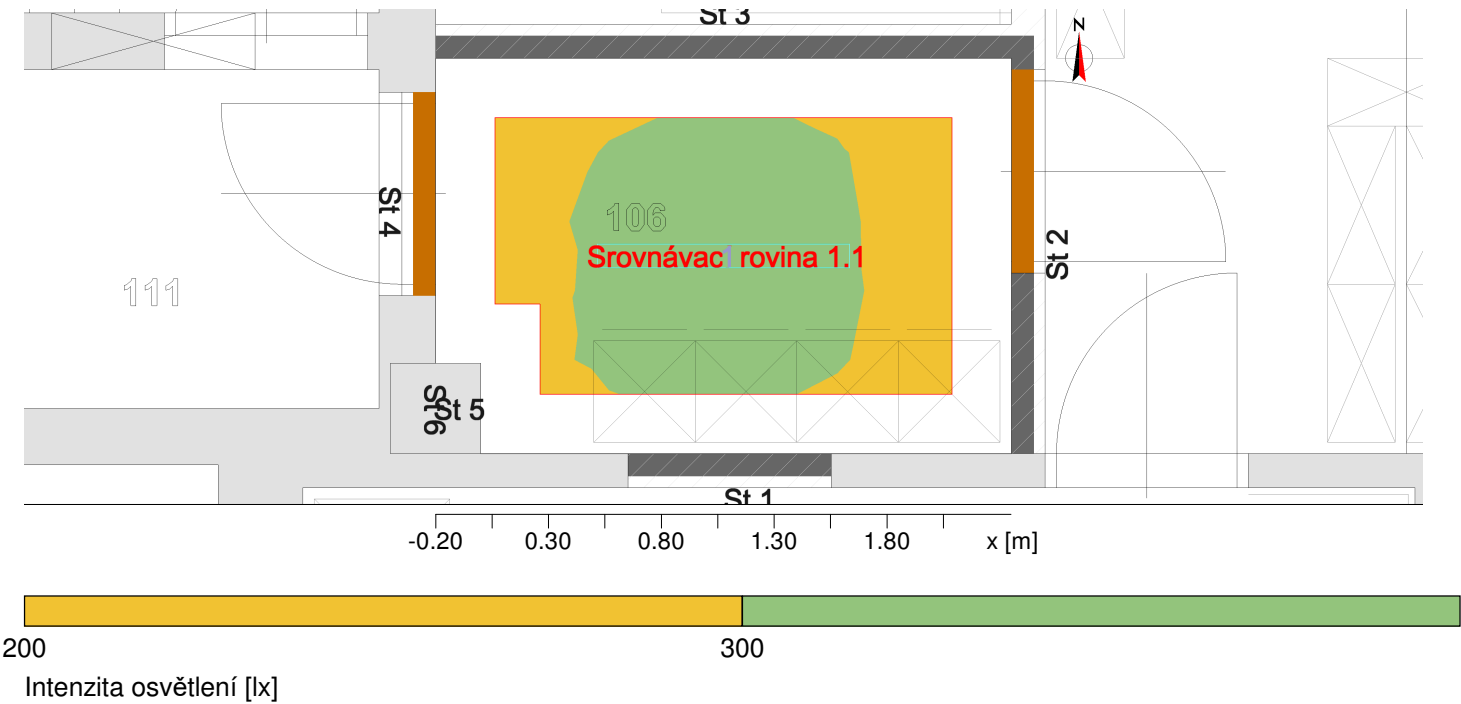 St 3
N
St 4
106
Srovnávac1 rovina 1.1
St 2
111
St 6
St 5
St 1
-0.20 0.30 0.80 1.30 1.80 x [m]
200 300
Intenzita osvětlení [lx]